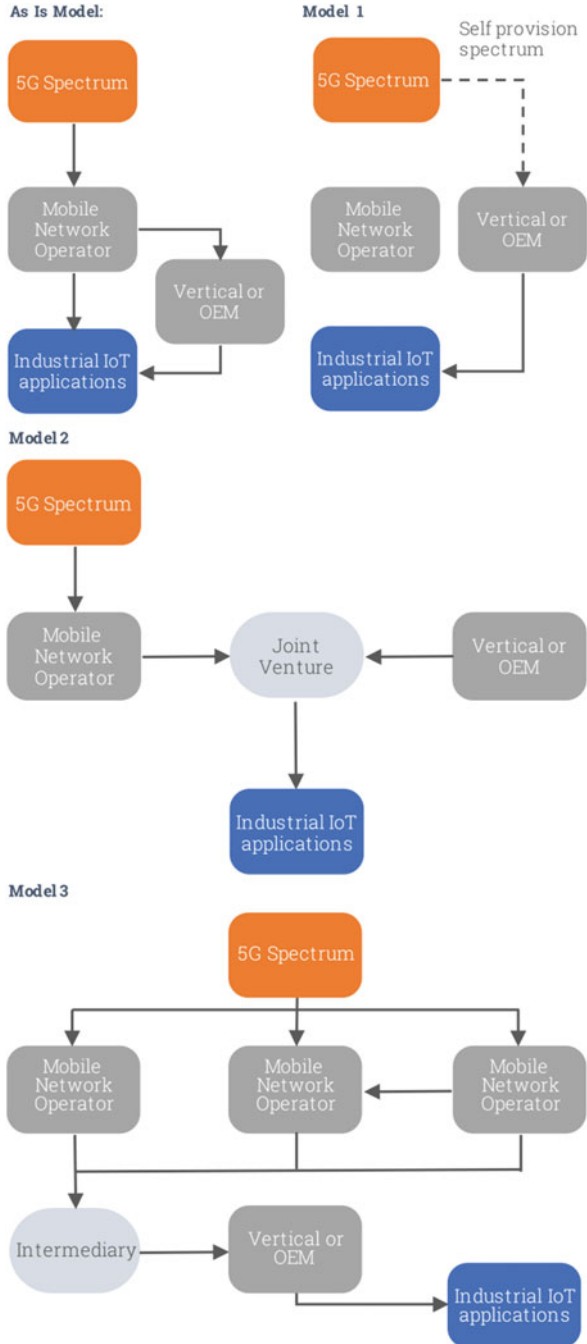 As Is Model:
5G Spectrum
Mobile
Network
Operator
Vertical or
OEM
Industrial IoT
applications
Model 1
Self provision
spectrum
5G Spectrum
Mobile
Network
Operator
Vertical or
OEM
Industrial IoT
applications
Model 2
5G Spectrum
Mobile
Network
Operator
Joint
Venture
Vertical or
OEM
Industrial IoT
applications
Model 3
5G Spectrum
Mobile
Network
Operator
Mobile
Network
Operator
Mobile
Network
Operator
Intermediary
Vertical or
OEM
Industrial IoT
applications